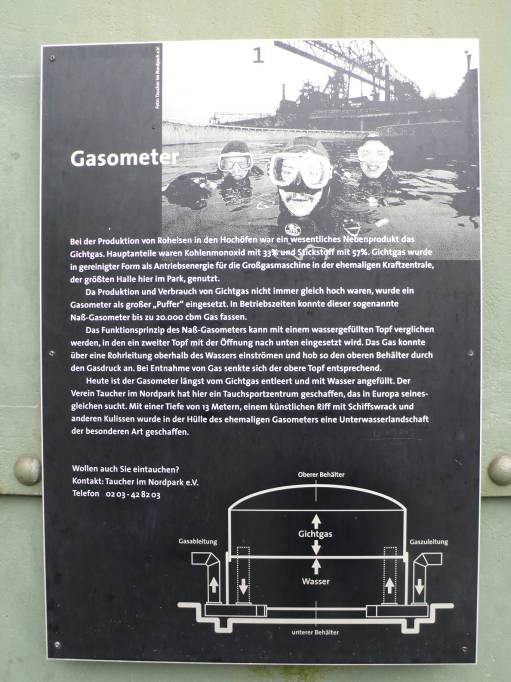 1
Foto: Taucher im Nordpark e.V.
Gasometer
Bei der Produktion von Roheisen in den Hochöfen war ein wesentliches Nebenprodukt das
Gichtgas. Hauptanteile waren Kohlenmonoxid mit 33% und Stickstoff mit 57%. Gichtgas wurde
in gereinigter Form als Antriebsenergie für die Großgasmaschine in der ehemaligen Kraftzentrale,
der größten Halle hier im Park, genutzt.
Da Produktion und Verbrauch von Gichtgas nicht immer gleich hoch waren, wurde ein
Gasometer als großer „Puffer" eingesetzt. In Betriebszeiten konnte dieser sogenannte
Naß-Gasometer bis zu 20.000 cbm Gas fassen.
Das Funktionsprinzip des Naß-Gasometers kann mit einem wassergefüllten Topf verglichen
werden, in den ein zweiter Topf mit der Öffnung nach unten eingesetzt wird. Das Gas konnte
über eine Rohrleitung oberhalb des Wassers einströmen und hob so den oberen Behälter durch
den Gasdruck an. Bei Entnahme von Gas senkte sich der obere Topf entsprechend.
Heute ist der Gasometer längst vom Gichtgas entleert und mit Wasser angefüllt. Der
Verein Taucher im Nordpark hat hier ein Tauchsportzentrum geschaffen, das in Europa seines-
gleichen sucht. Mit einer Tiefe von 13 Metern, einem künstlichen Riff mit Schiffswrack und
anderen Kulissen wurde in der Hülle des ehemaligen Gasometers eine Unterwasserlandschaft
der besonderen Art geschaffen.
Wollen auch Sie eintauchen?
Kontakt: Taucher im Nordpark e.V.
Telefon 02 03 - 42 82 03
Oberer Behälter
Gasableitung
Gichtgas
Gaszuleitung
Wasser
unterer Behälter